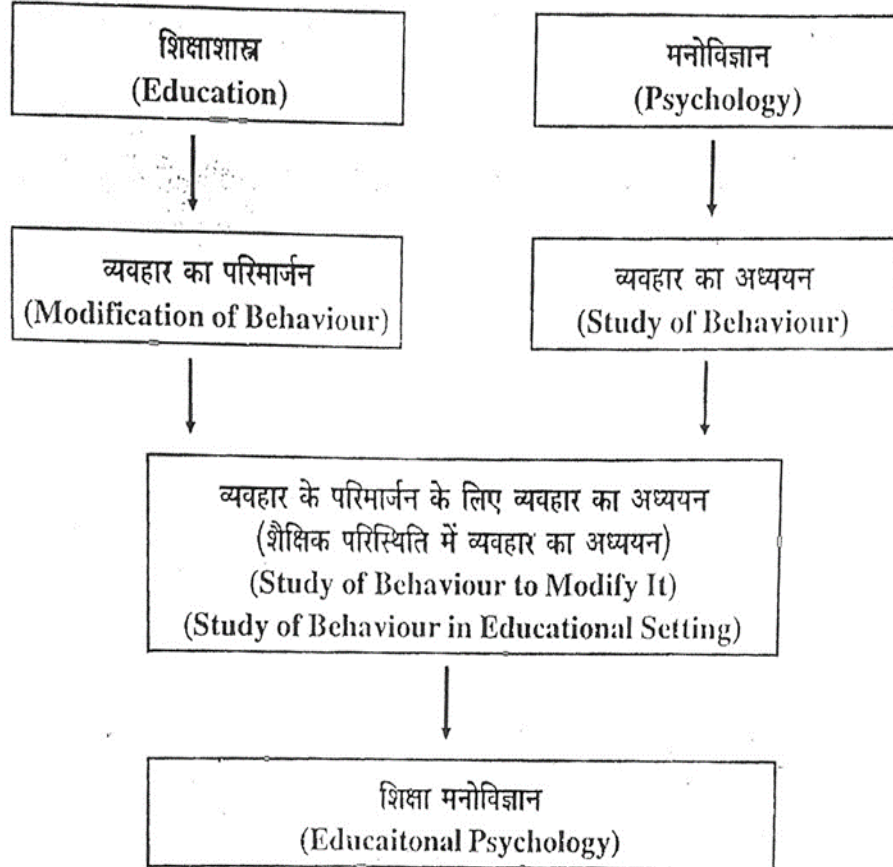 शिक्षाशास्त्र
(Education)
मनोविज्ञान
(Psychology)
व्यवहार का परिमार्जन
(Modification of Behaviour)
व्यवहार का अध्ययन
(Study of Behaviour)
व्यवहार के परिमार्जन के लिए व्यवहार का अध्ययन
(शैक्षिक परिस्थिति में व्यवहार का अध्ययन)
(Study of Behaviour to Modify It)
(Study of Behaviour in Educational Setting)
शिक्षा मनोविज्ञान
(Educaitonal Psychology)